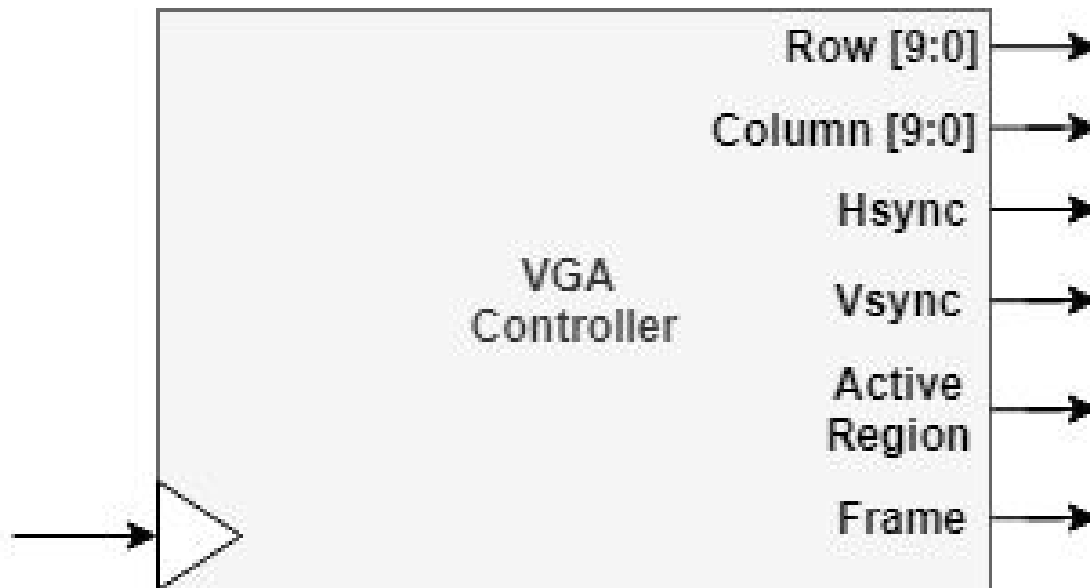 Row [9:0]
Column [9:0]
Hsync
VGA
Controller
Vsync
Active
Region
Frame